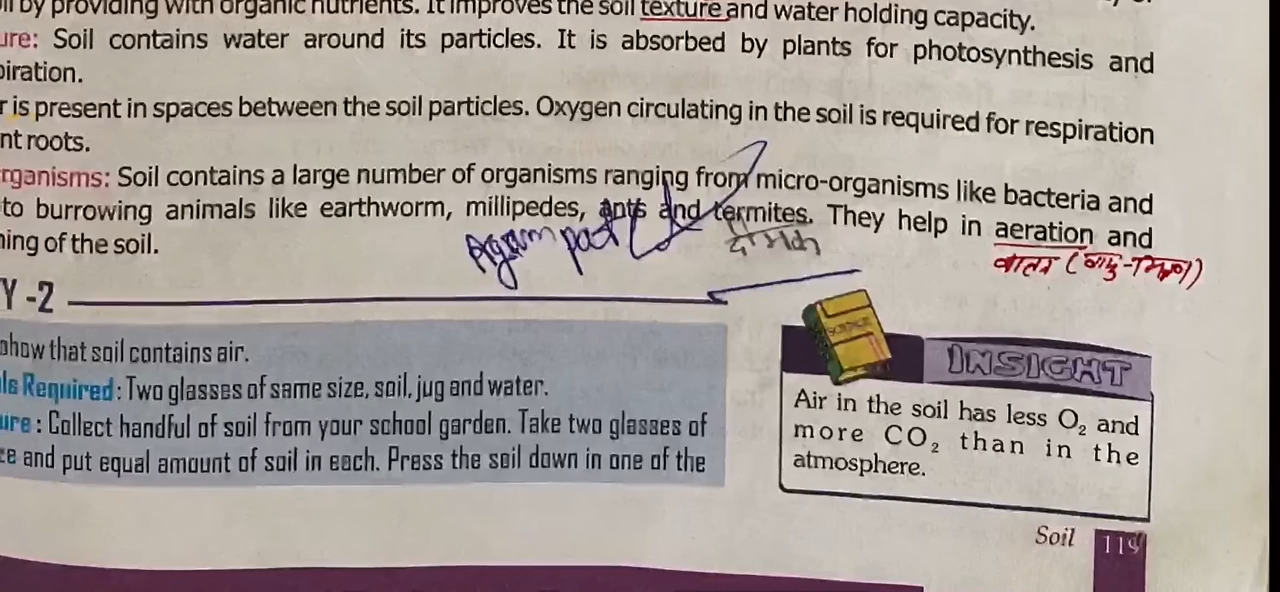 by providing with organic nutrients. It improves the soil texture and water holding capacity.
ure: Soil contains water around its particles. It is absorbed by plants for photosynthesis and
piration.
r is present in spaces between the soil particles. Oxygen circulating in the soil is required for respiration
nt roots.
rganisms: Soil contains a large number of organisms ranging from micro-organisms like bacteria and
to burrowing animals like earthworm, millipedes, ants and termites. They help in aeration and
Agam
दीमक
ning of the soil.
Y -2
show that soil contains air.
ls Required : Two glasses of same size, soil, jug and water.
ure : Collect handful of soil from your school garden. Take two glasses of
ce and put equal amount of soil in each. Press the soil down in one of the
SCIENCE
INSIGHT
Air in the soil has less O₂ and
more CO₂ than in the
atmosphere.
Soil 119